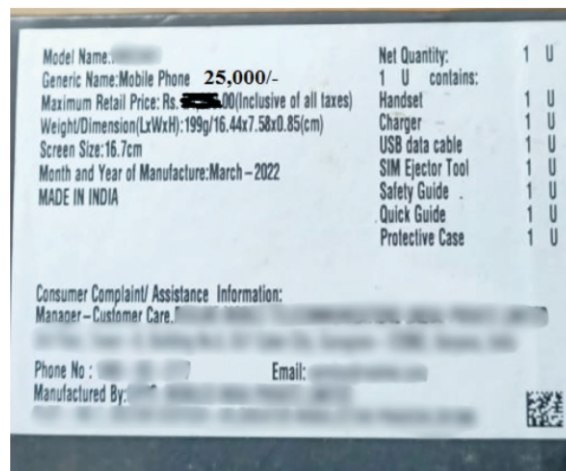 Model Name:
Generic Name:Mobile Phone 25,000/-
Maximum Retail Price: Rs. .00(Inclusive of all taxes)
Weight/Dimension(LxWxH):199g/16.44x7.58x0.85(cm)
Screen Size:16.7cm
Month and Year of Manufacture:March-2022
MADE IN INDIA
Net Quantity: 1 U
1 U contains:
Handset 1 U
Charger 1 U
USB data cable 1 U
SIM Ejector Tool 1 U
Safety Guide 1 U
Quick Guide 1 U
Protective Case 1 U
Consumer Complaint/ Assistance Information:
Manager-Customer Care.
Phone No : Email:
Manufactured By: